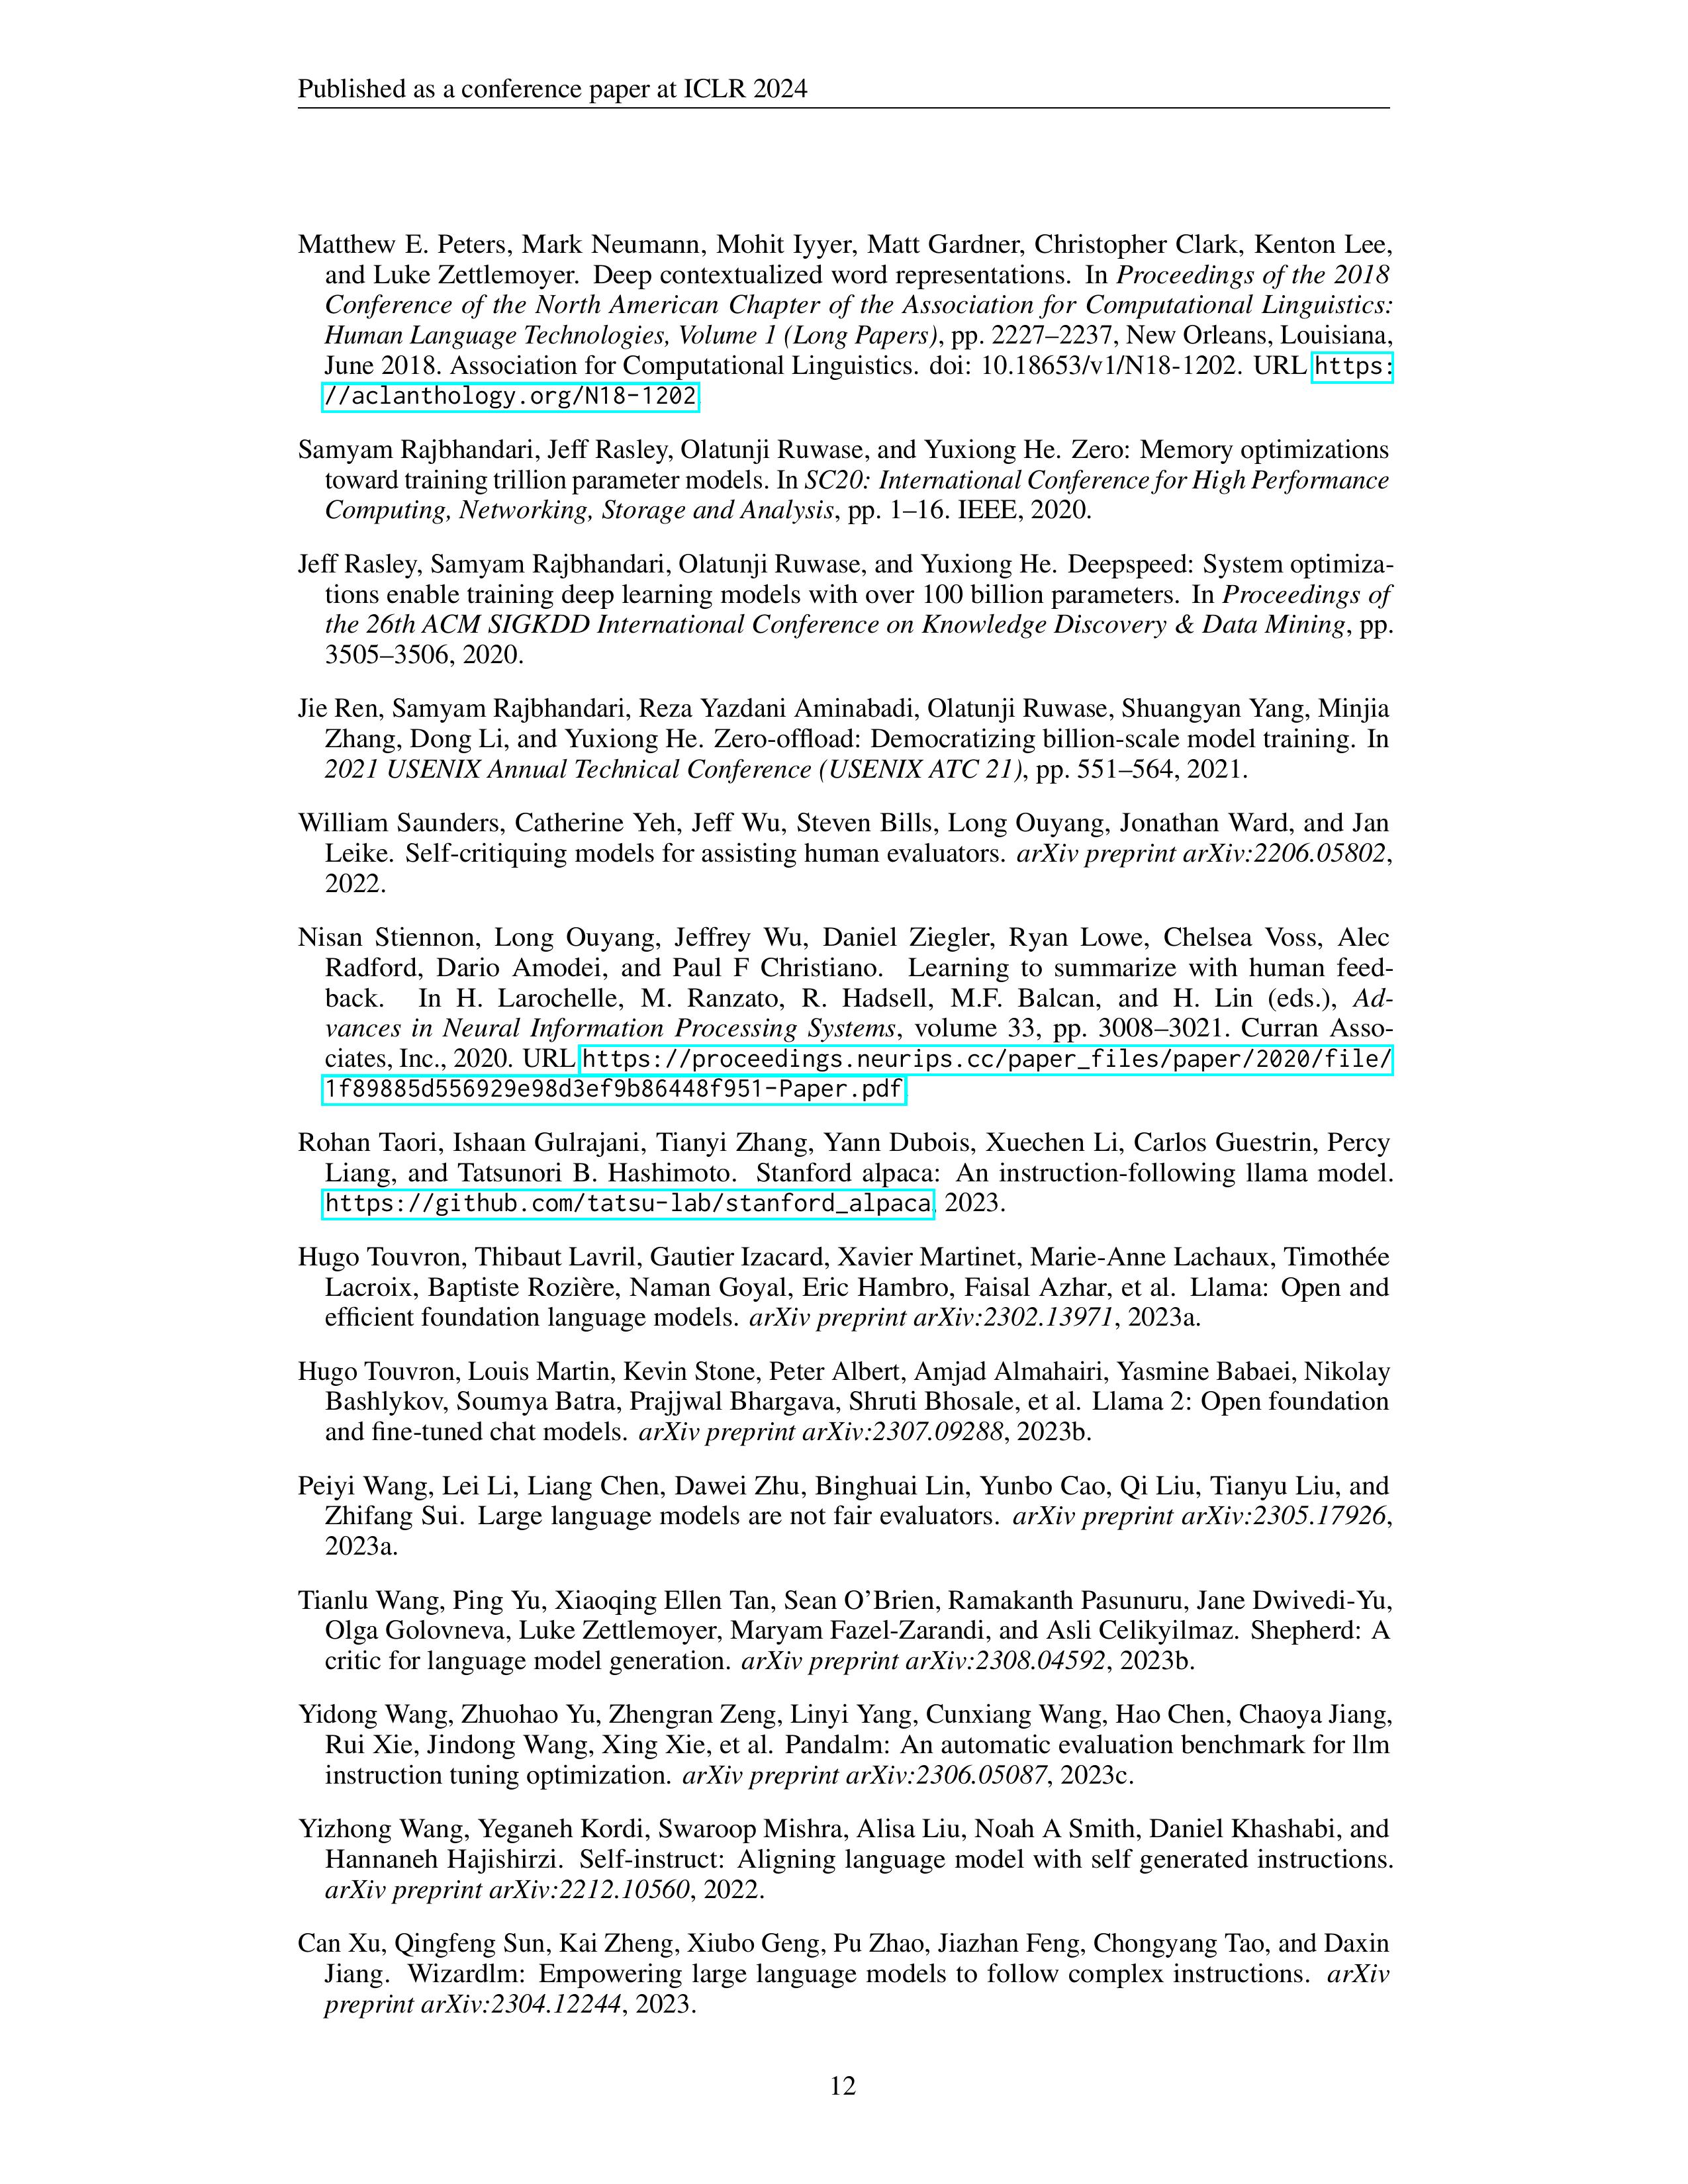 Published as a conference paper at ICLR 2024
Matthew E. Peters, Mark Neumann, Mohit Iyyer, Matt Gardner, Christopher Clark, Kenton Lee,
and Luke Zettlemoyer. Deep contextualized word representations. In Proceedings of the 2018
Conference of the North American Chapter of the Association for Computational Linguistics:
Human Language Technologies, Volume 1 (Long Papers), pp. 2227–2237, New Orleans, Louisiana,
June 2018. Association for Computational Linguistics. doi: 10.18653/v1/N18-1202. URL https:
//aclanthology.org/N18-1202
Samyam Rajbhandari, Jeff Rasley, Olatunji Ruwase, and Yuxiong He. Zero: Memory optimizations
toward training trillion parameter models. In SC20: International Conference for High Performance
Computing, Networking, Storage and Analysis, pp. 1–16. IEEE, 2020.
Jeff Rasley, Samyam Rajbhandari, Olatunji Ruwase, and Yuxiong He. Deepspeed: System optimiza-
tions enable training deep learning models with over 100 billion parameters. In Proceedings of
the 26th ACM SIGKDD International Conference on Knowledge Discovery & Data Mining, pp.
3505–3506, 2020.
Jie Ren, Samyam Rajbhandari, Reza Yazdani Aminabadi, Olatunji Ruwase, Shuangyan Yang, Minjia
Zhang, Dong Li, and Yuxiong He. Zero-offload: Democratizing billion-scale model training. In
2021 USENIX Annual Technical Conference (USENIX ATC 21), pp. 551–564, 2021.
William Saunders, Catherine Yeh, Jeff Wu, Steven Bills, Long Ouyang, Jonathan Ward, and Jan
Leike. Self-critiquing models for assisting human evaluators. arXiv preprint arXiv:2206.05802,
2022.
Nisan Stiennon, Long Ouyang, Jeffrey Wu, Daniel Ziegler, Ryan Lowe, Chelsea Voss, Alec
Radford, Dario Amodei, and Paul F Christiano. Learning to summarize with human feed-
back. In H. Larochelle, M. Ranzato, R. Hadsell, M.F. Balcan, and H. Lin (eds.), Ad-
vances in Neural Information Processing Systems, volume 33, pp. 3008–3021. Curran Asso-
ciates, Inc., 2020. URL https://proceedings.neurips.cc/paper_files/paper/2020/file/
1f89885d556929e98d3ef9b86448f951-Paper.pdf
Rohan Taori, Ishaan Gulrajani, Tianyi Zhang, Yann Dubois, Xuechen Li, Carlos Guestrin, Percy
Liang, and Tatsunori B. Hashimoto. Stanford alpaca: An instruction-following llama model.
https://github.com/tatsu-lab/stanford_alpaca, 2023.
Hugo Touvron, Thibaut Lavril, Gautier Izacard, Xavier Martinet, Marie-Anne Lachaux, Timothée
Lacroix, Baptiste Rozière, Naman Goyal, Eric Hambro, Faisal Azhar, et al. Llama: Open and
efficient foundation language models. arXiv preprint arXiv:2302.13971, 2023a.
Hugo Touvron, Louis Martin, Kevin Stone, Peter Albert, Amjad Almahairi, Yasmine Babaei, Nikolay
Bashlykov, Soumya Batra, Prajjwal Bhargava, Shruti Bhosale, et al. Llama 2: Open foundation
and fine-tuned chat models. arXiv preprint arXiv:2307.09288, 2023b.
Peiyi Wang, Lei Li, Liang Chen, Dawei Zhu, Binghuai Lin, Yunbo Cao, Qi Liu, Tianyu Liu, and
Zhifang Sui. Large language models are not fair evaluators. arXiv preprint arXiv:2305.17926,
2023a.
Tianlu Wang, Ping Yu, Xiaoqing Ellen Tan, Sean O'Brien, Ramakanth Pasunuru, Jane Dwivedi-Yu,
Olga Golovneva, Luke Zettlemoyer, Maryam Fazel-Zarandi, and Asli Celikyilmaz. Shepherd: A
critic for language model generation. arXiv preprint arXiv:2308.04592, 2023b.
Yidong Wang, Zhuohao Yu, Zhengran Zeng, Linyi Yang, Cunxiang Wang, Hao Chen, Chaoya Jiang,
Rui Xie, Jindong Wang, Xing Xie, et al. Pandalm: An automatic evaluation benchmark for llm
instruction tuning optimization. arXiv preprint arXiv:2306.05087, 2023c.
Yizhong Wang, Yeganeh Kordi, Swaroop Mishra, Alisa Liu, Noah A Smith, Daniel Khashabi, and
Hannaneh Hajishirzi. Self-instruct: Aligning language model with self generated instructions.
arXiv preprint arXiv:2212.10560, 2022.
Can Xu, Qingfeng Sun, Kai Zheng, Xiubo Geng, Pu Zhao, Jiazhan Feng, Chongyang Tao, and Daxin
Jiang. Wizardlm: Empowering large language models to follow complex instructions. arXiv
preprint arXiv:2304.12244, 2023.
12